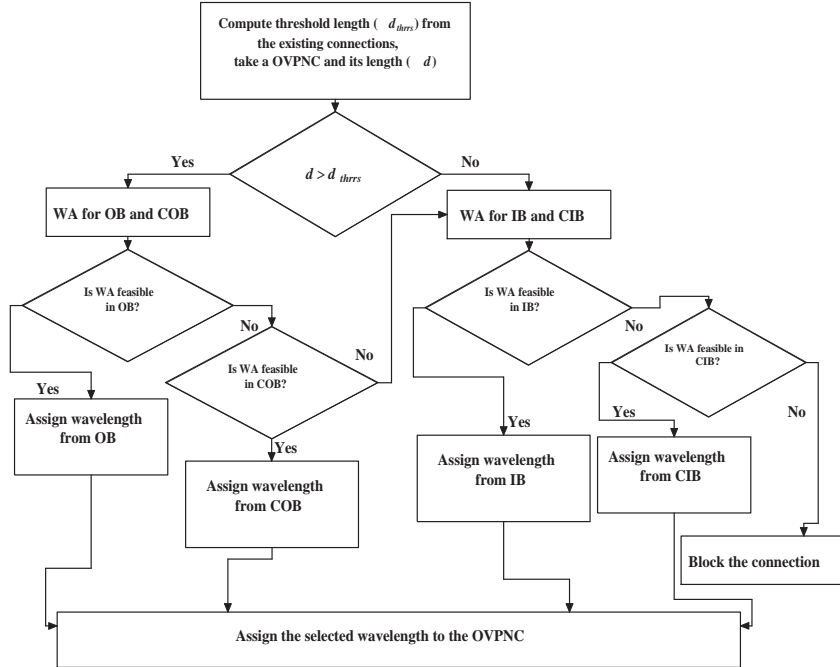 Compute threshold length ( d thrrs ) from
the existing connections,
take a OVPNC and its length ( d)
Yes
No
d > d thrrs
WA for OB and COB
WA for IB and CIB
Is WA feasible
in OB?
No
Is WA feasible
in COB?
No
Is WA feasible
in IB?
No
Is WA feasible in
CIB?
Yes
Assign wavelength
from OB
Yes
Assign wavelength
from COB
Yes
Assign wavelength
from IB
Yes
Assign wavelength
from CIB
No
Block the connection
Assign the selected wavelength to the OVPNC